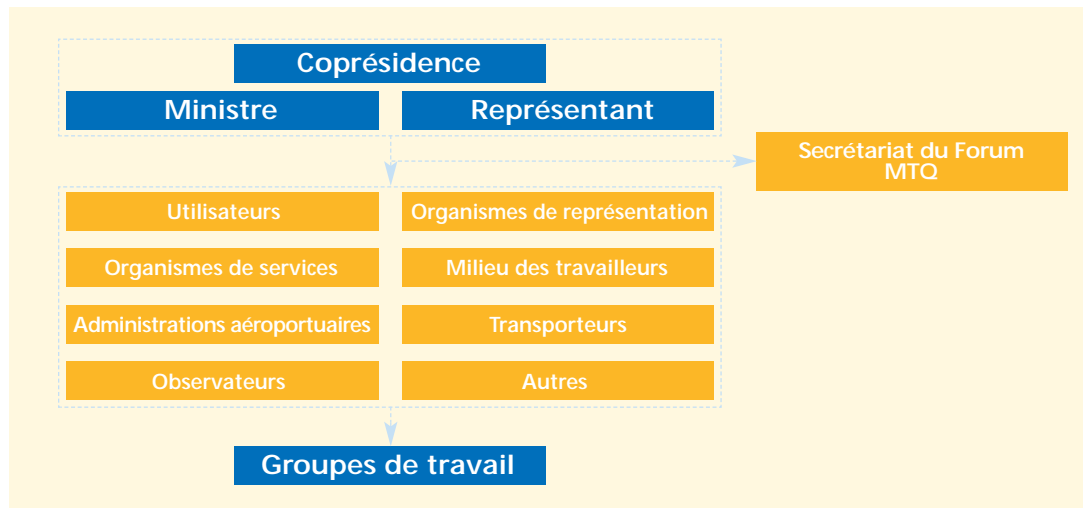 Coprésidence
Ministre
Représentant
Secrétariat du Forum
MTQ
Utilisateurs
Organismes de représentation
Organismes de services
Milieu des travailleurs
Administrations aéroportuaires
Transporteurs
Observateurs
Autres
Groupes de travail